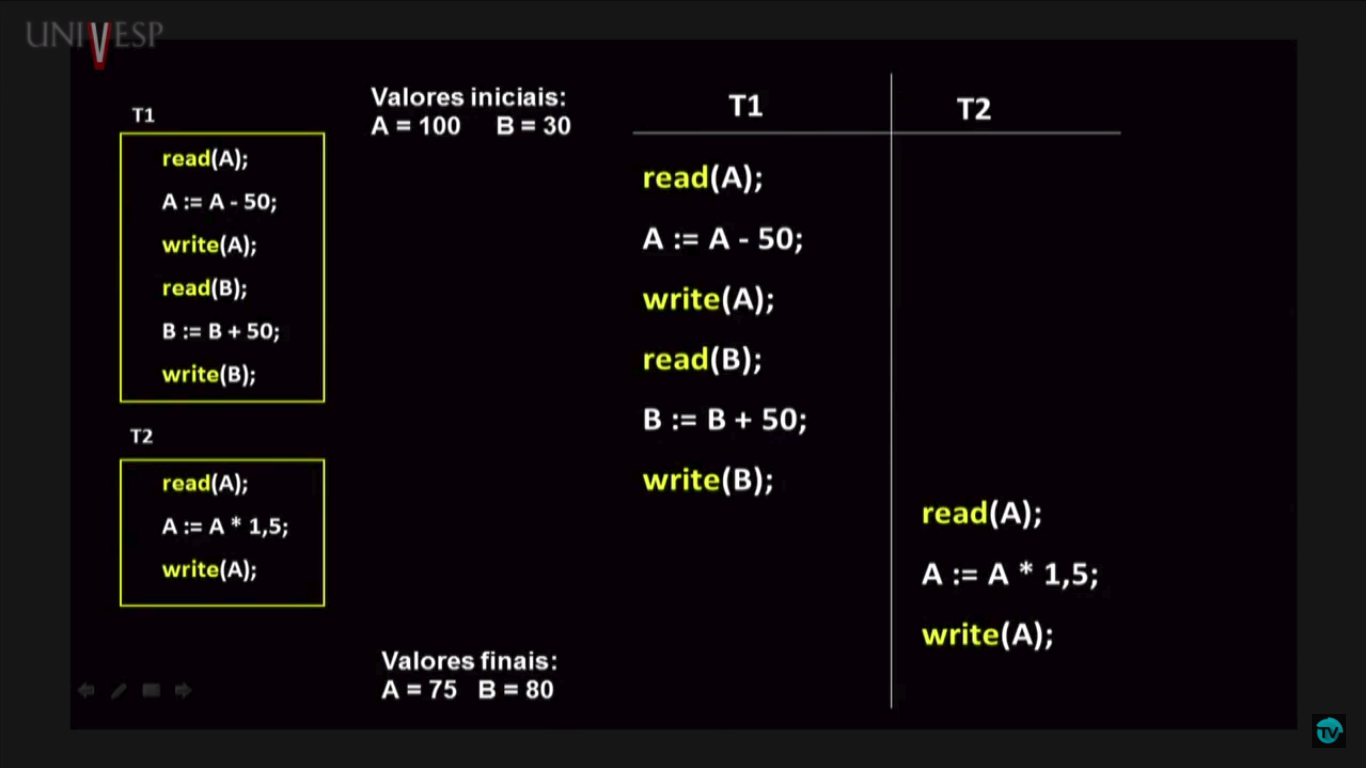 UNIVESP
T1
read(A);
A := A - 50;
write(A);
read(B);
B := B + 50;
write(B);
T2
read(A);
A := A * 1,5;
write(A);
Valores iniciais:
A = 100 B = 30
Valores finais:
A = 75 B = 80
T1 T2
read(A);
A := A - 50;
write(A);
read(B);
B := B + 50;
write(B);
read(A);
A := A * 1,5;
write(A);
TV